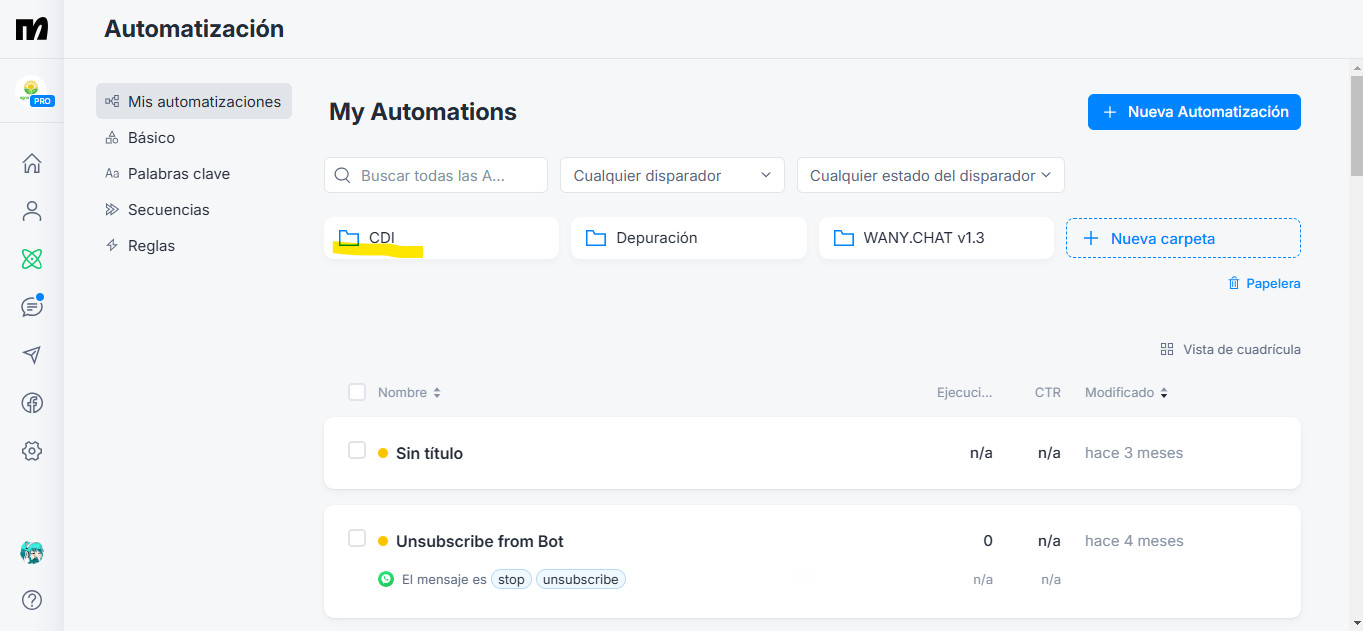 Automatización
PRO
Mis automatizaciones
Básico
Aa Palabras clave
Secuencias
Reglas
My Automations
Nueva Automatización
Buscar todas las A...
Cualquier disparador
Cualquier estado del disparador
CDI
Depuración
WANY.CHAT v1.3
Nueva carpeta
Papelera
Vista de cuadrícula
Nombre Ejecuci... CTR Modificado
Sin título n/a n/a hace 3 meses
Unsubscribe from Bot 0 n/a hace 4 meses
El mensaje es stop unsubscribe n/a n/a